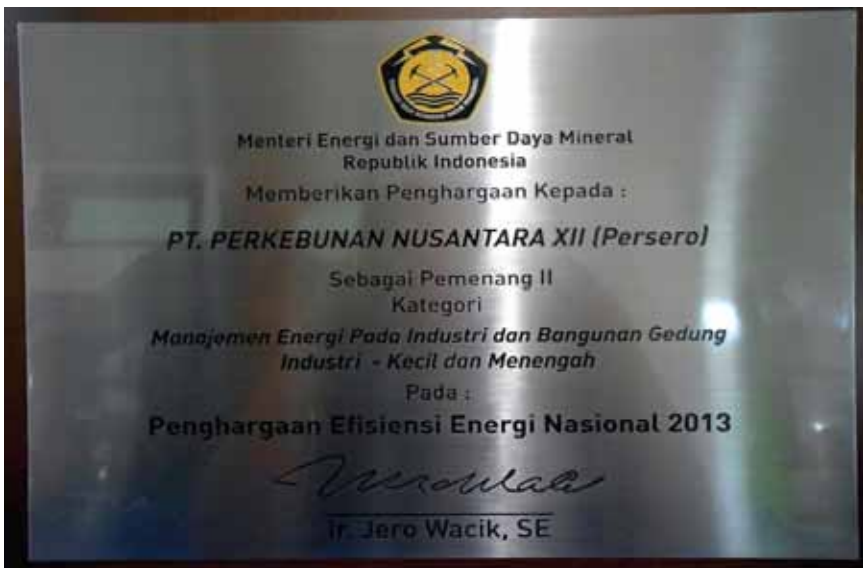 Menteri Energi dan Sumber Daya Mineral
Republik Indonesia
Memberikan Penghargaan Kepada :
PT. PERKEBUNAN NUSANTARA XII (Persero)
Sebagai Pemenang II
Kategori
Manajemen Energi Pada Industri dan Bangunan Gedung
Industri - Kecil dan Menengah
Pada :
Penghargaan Efisiensi Energi Nasional 2013
Ir. Jero Wacik, SE